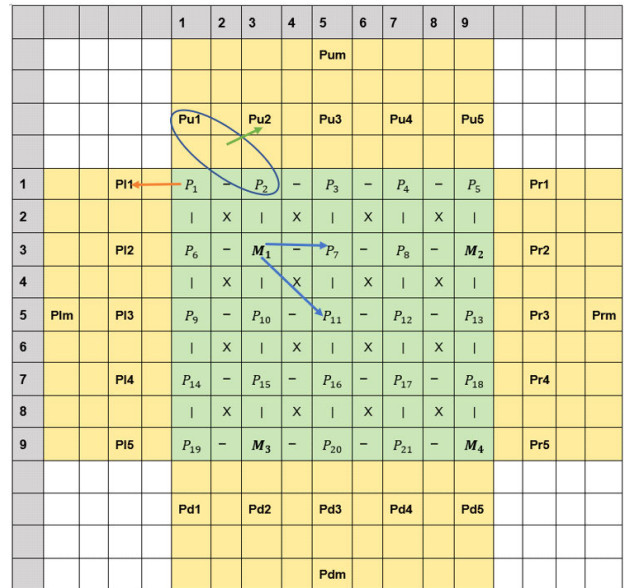 1 2 3 4 5 6 7 8 9
Pum
Pu1 Pu2 Pu3 Pu4 Pu5
1 Pl1 P₁ − P₂ − P₃ − P₄ − P₅ Pr1
2 | X | X | X | X |
3 Pl2 P₆ − M₁ − P₇ − P₈ − M₂ Pr2
4 | X | X | X | X |
5 Plm Pl3 P₉ − P₁₀ − P₁₁ − P₁₂ − P₁₃ Pr3 Prm
6 | X | X | X | X |
7 Pl4 P₁₄ − P₁₅ − P₁₆ − P₁₇ − P₁₈ Pr4
8 | X | X | X | X |
9 Pl5 P₁₉ − M₃ − P₂₀ − P₂₁ − M₄ Pr5
Pd1 Pd2 Pd3 Pd4 Pd5
Pdm